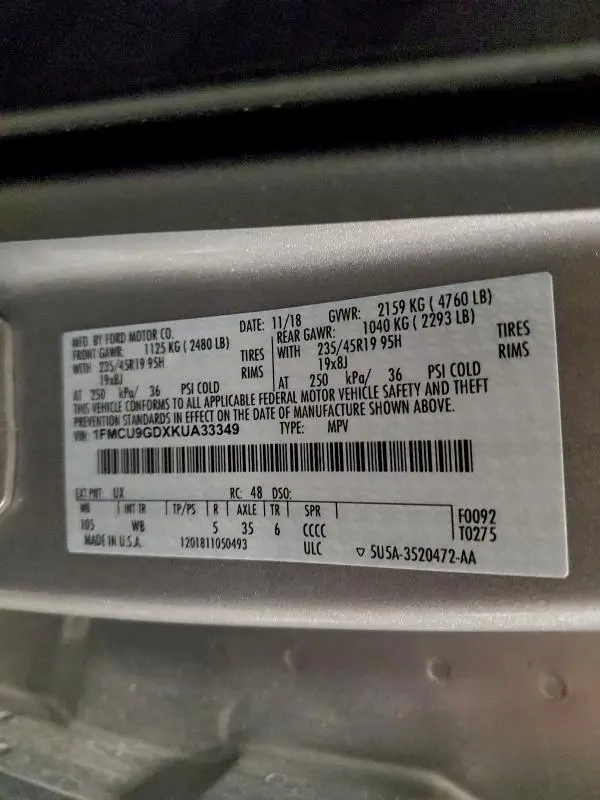 MFD. BY FORD MOTOR CO. DATE: 11/18 GVWR: 2159 KG ( 4760 LB)
FRONT GAWR: 1125 KG ( 2480 LB) REAR GAWR: 1040 KG ( 2293 LB)
WITH 235/45R19 95H TIRES WITH 235/45R19 95H TIRES
19x8J RIMS 19x8J RIMS
AT 250 kPa/ 36 PSI COLD AT 250 kPa/ 36 PSI COLD
THIS VEHICLE CONFORMS TO ALL APPLICABLE FEDERAL MOTOR VEHICLE SAFETY AND THEFT
PREVENTION STANDARDS IN EFFECT ON THE DATE OF MANUFACTURE SHOWN ABOVE.
VIN: 1FMCU9GDXKUA33349 TYPE: MPV
EXT PNT: UX RC: 48 DSO:
WB INT TR TP/PS R AXLE TR SPR F0092
105 WB 5 35 6 CCCC T0275
MADE IN U.S.A. 1201811050493 ULC ▽ 5U5A-3520472-AA